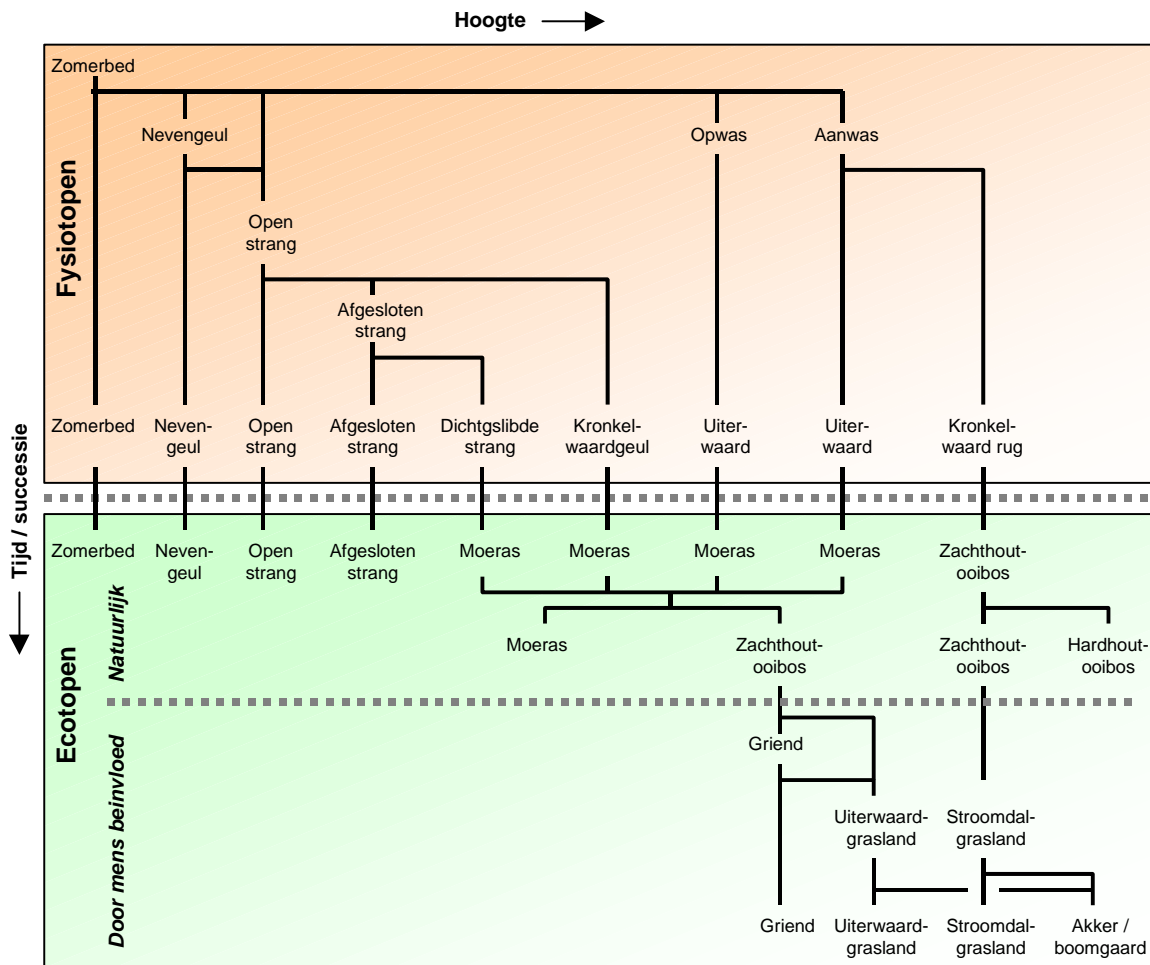 Hoogte
Zomerbed
Nevengeul
Opwas
Aanwas
Open
strang
Afgesloten
strang
Zomerbed
Neven-
geul
Open
strang
Afgesloten
strang
Dichtgslibde
strang
Kronkel-
waardgeul
Uiter-
waard
Uiter-
waard
Kronkel-
waard rug
Fysiotopen
Tijd / successie
Zomerbed
Neven-
geul
Open
strang
Afgesloten
strang
Moeras
Moeras
Moeras
Moeras
Zachthout-
ooibos
Moeras
Zachthout-
ooibos
Zachthout-
ooibos
Hardhout-
ooibos
Natuurlijk
Ecotopen
Griend
Uiterwaard-
grasland
Stroomdal-
grasland
Griend
Uiterwaard-
grasland
Stroomdal-
grasland
Akker /
boomgaard
Door mens beinvloed